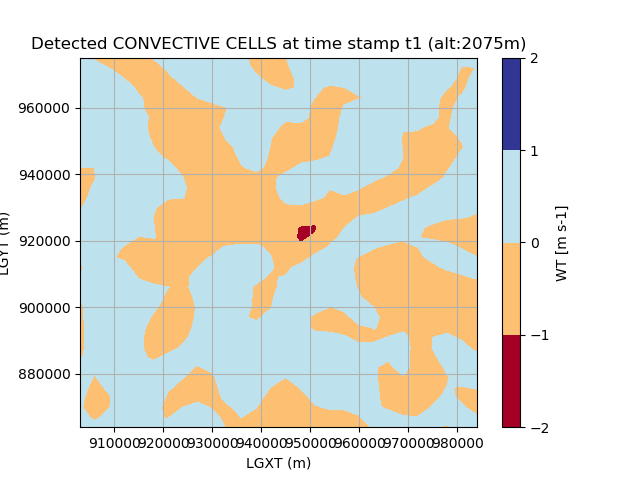 Detected CONVECTIVE CELLS at time stamp t1 (alt:2075m)
960000
940000
920000
900000
880000
LGYT (m)
910000 920000 930000 940000 950000 960000 970000 980000
LGXT (m)
2
1
0
−1
−2
WT [m s-1]